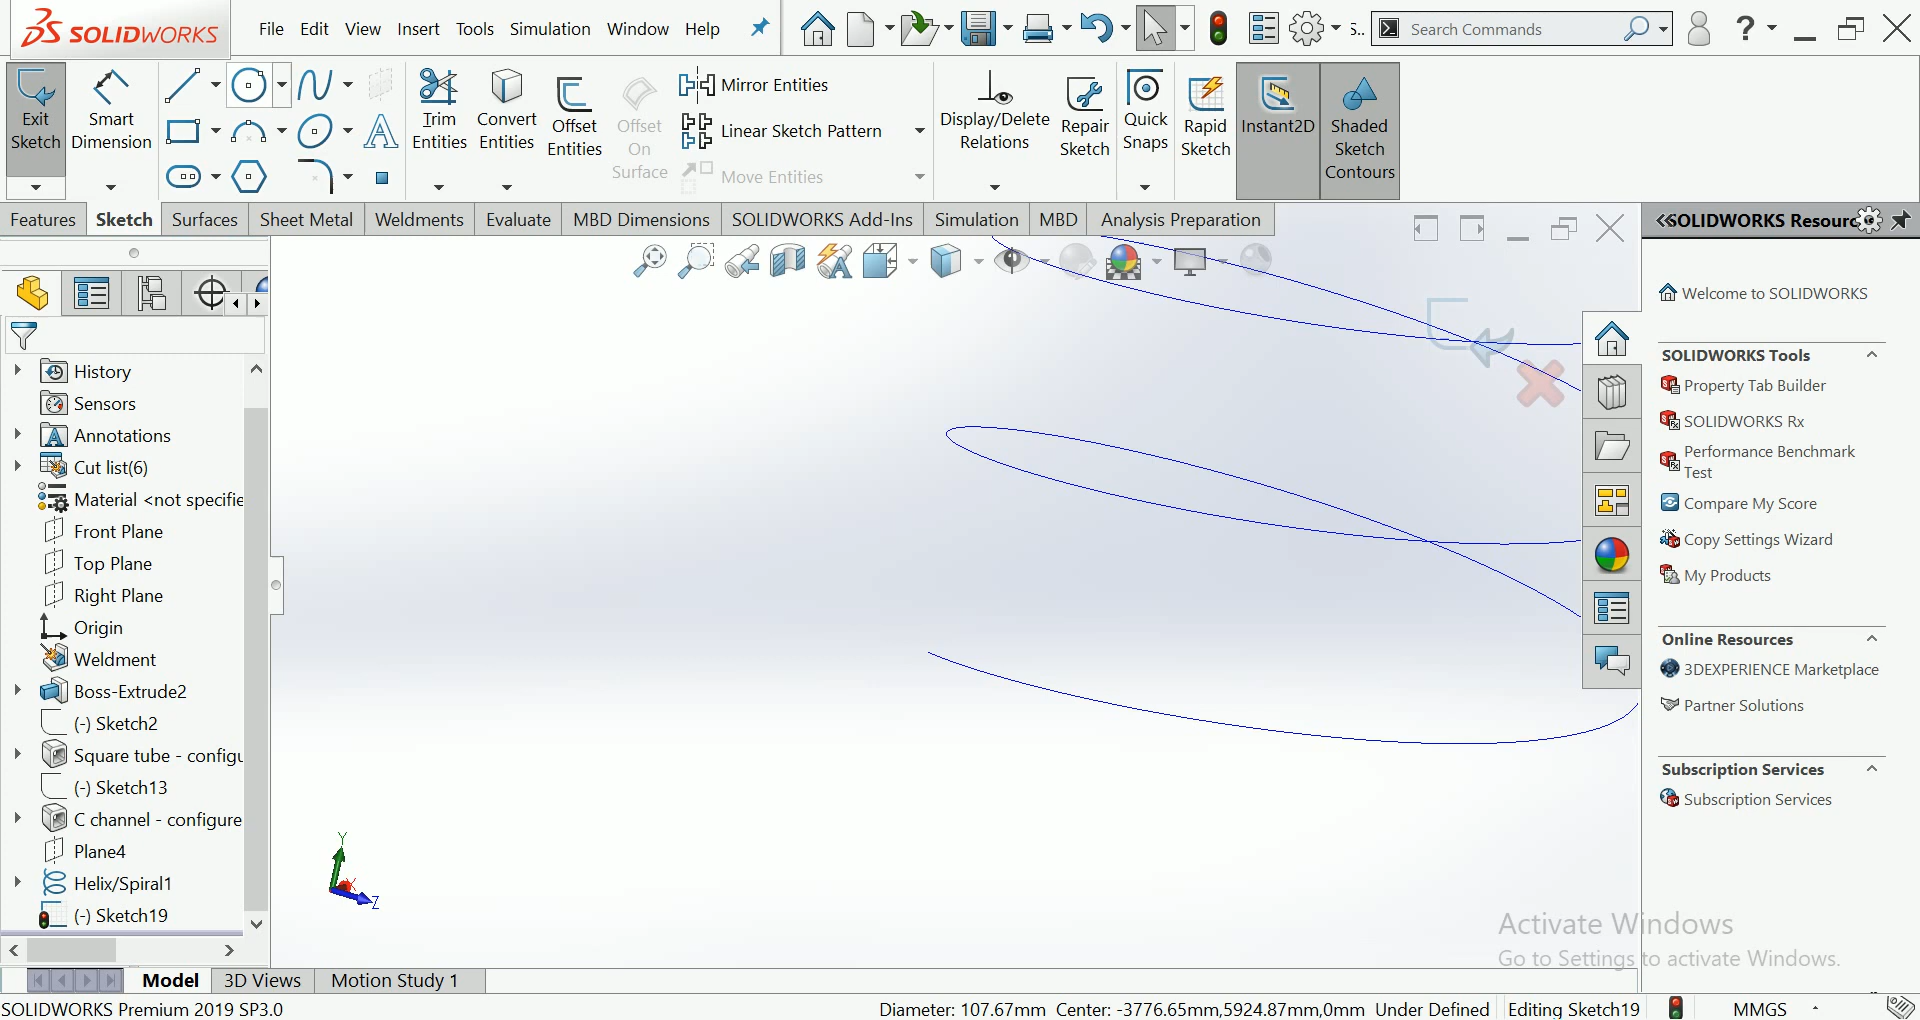 SOLIDWORKS File Edit View Insert Tools Simulation Window Help S.. Search Commands ?
Exit Sketch
Smart Dimension
Trim Entities
Convert Entities
Offset Entities
Offset On Surface
Mirror Entities
Linear Sketch Pattern
Move Entities
Display/Delete Relations
Repair Sketch
Quick Snaps
Rapid Sketch
Instant2D
Shaded Sketch Contours
Features Sketch Surfaces Sheet Metal Weldments Evaluate MBD Dimensions SOLIDWORKS Add-Ins Simulation MBD Analysis Preparation
History
Sensors
Annotations
Cut list(6)
Material <not specifie
Front Plane
Top Plane
Right Plane
Origin
Weldment
Boss-Extrude2
(-) Sketch2
Square tube - configu
(-) Sketch13
C channel - configure
Plane4
Helix/Spiral1
(-) Sketch19
Y
X
Z
SOLIDWORKS Resourc
Welcome to SOLIDWORKS
SOLIDWORKS Tools
Property Tab Builder
SOLIDWORKS Rx
Performance Benchmark
Test
Compare My Score
Copy Settings Wizard
My Products
Online Resources
3DEXPERIENCE Marketplace
Partner Solutions
Subscription Services
Subscription Services
Activate Windows
Go to Settings to activate Windows.
Model 3D Views Motion Study 1
SOLIDWORKS Premium 2019 SP3.0 Diameter: 107.67mm Center: -3776.65mm,5924.87mm,0mm Under Defined Editing Sketch19 MMGS